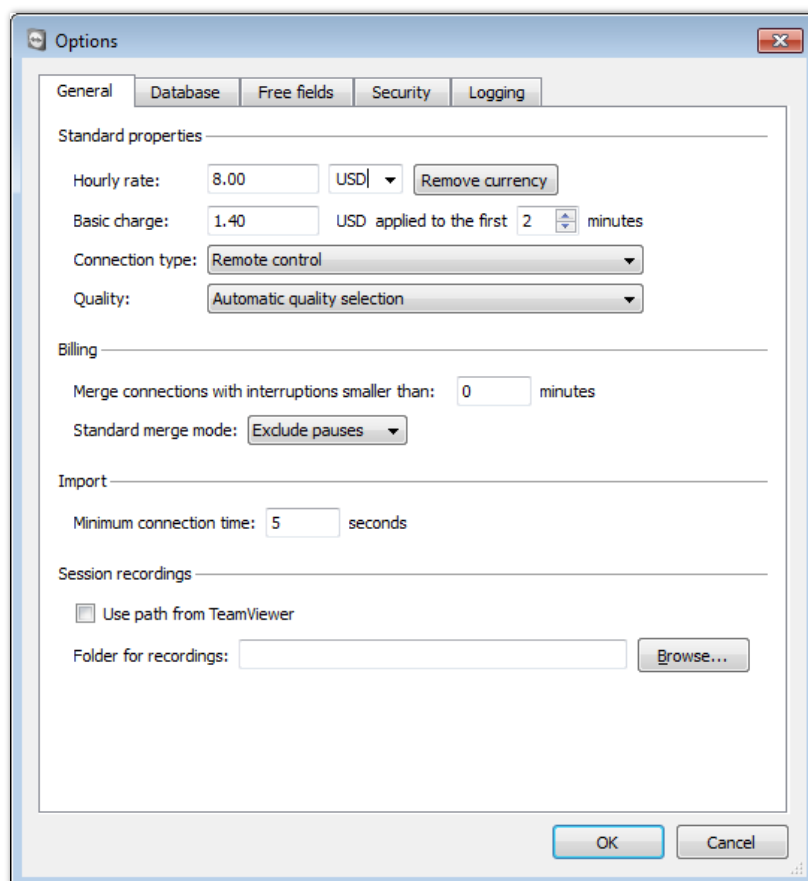 Options
General Database Free fields Security Logging
Standard properties
Hourly rate: 8.00 USD Remove currency
Basic charge: 1.40 USD applied to the first 2 minutes
Connection type: Remote control
Quality: Automatic quality selection
Billing
Merge connections with interruptions smaller than: 0 minutes
Standard merge mode: Exclude pauses
Import
Minimum connection time: 5 seconds
Session recordings
Use path from TeamViewer
Folder for recordings: Browse...
OK Cancel